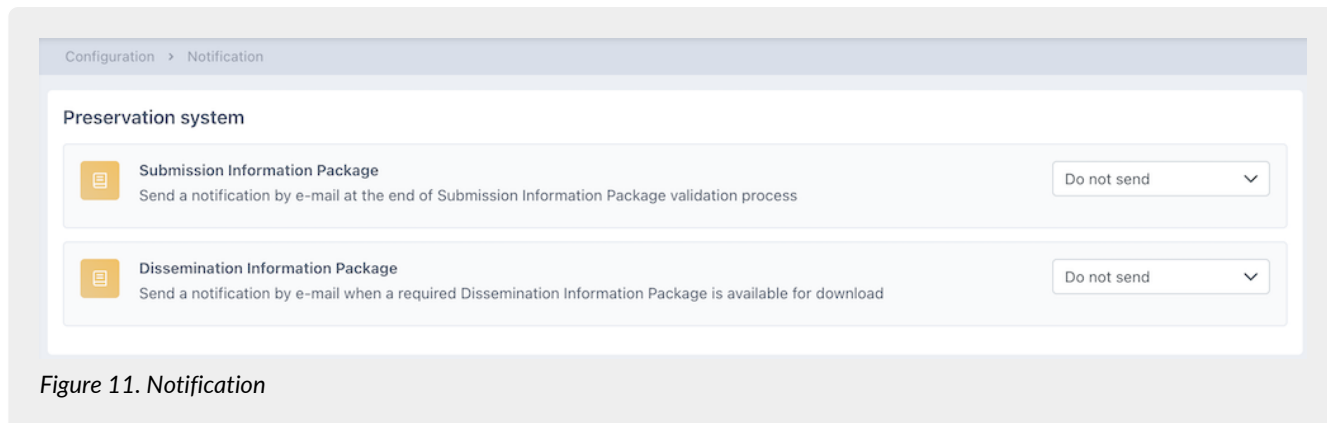 Configuration > Notification
Preservation system
Submission Information Package
Send a notification by e-mail at the end of Submission Information Package validation process
Do not send
Dissemination Information Package
Send a notification by e-mail when a required Dissemination Information Package is available for download
Do not send
Figure 11. Notification